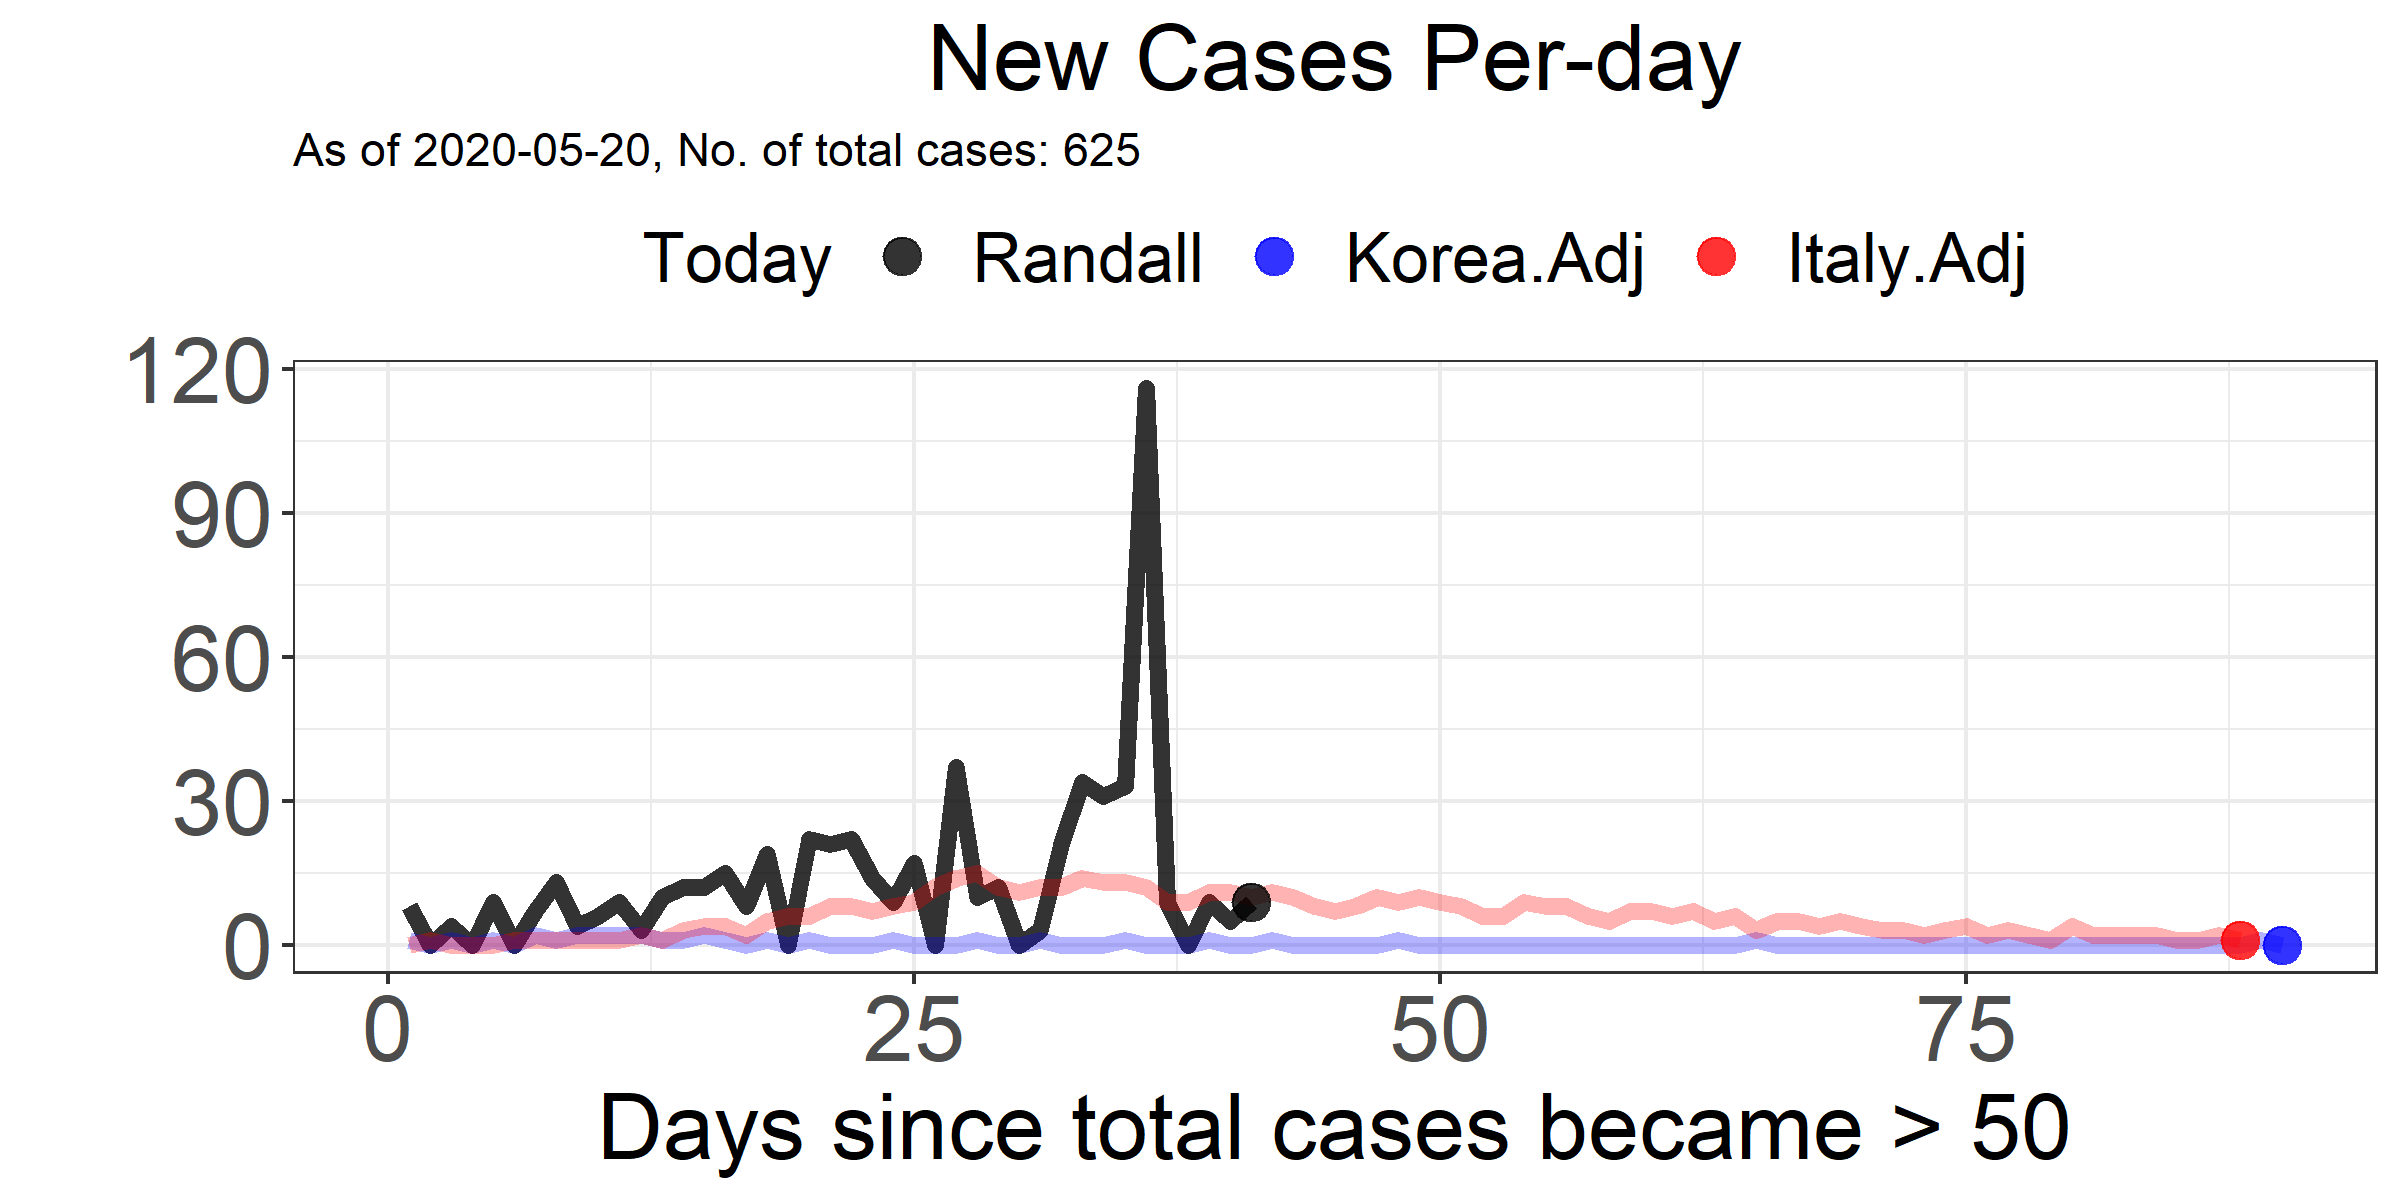 New Cases Per-day
As of 2020-05-20, No. of total cases: 625
Today Randall Korea.Adj Italy.Adj
120
90
60
30
0
0 25 50 75
Days since total cases became > 50